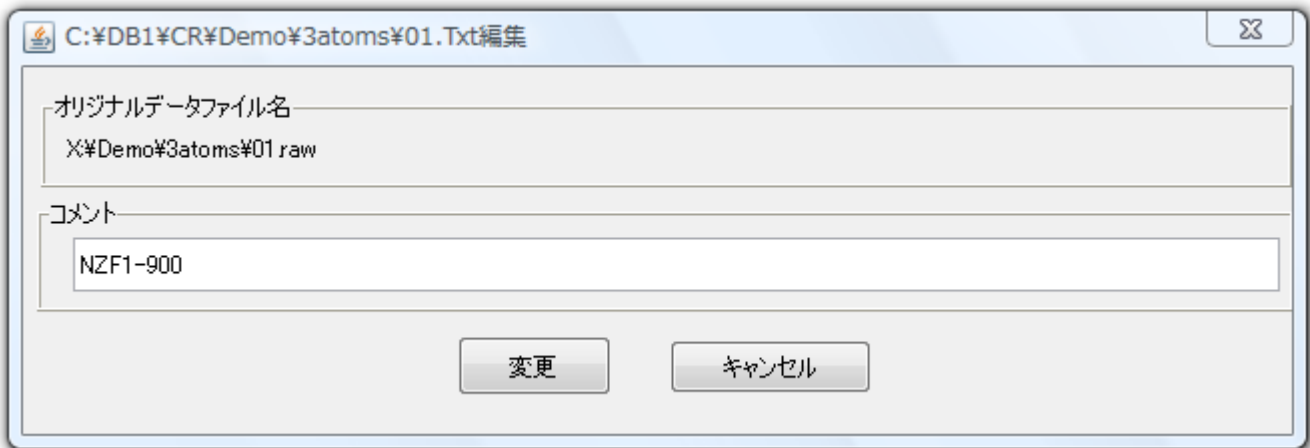 C:¥DB1¥CR¥Demo¥3atoms¥01.Txt編集
オリジナルデータファイル名
X:¥Demo¥3atoms¥01.raw
コメント
NZF1-900
変更
キャンセル